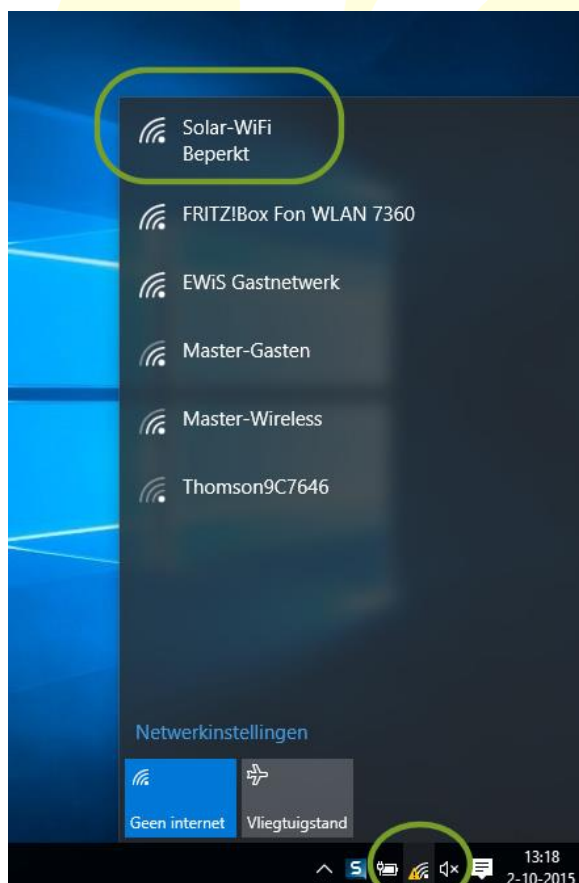 Solar-WiFi
Beperkt
FRITZ!Box Fon WLAN 7360
EWiS Gastnetwerk
Master-Gasten
Master-Wireless
Thomson9C7646
Netwerkinstellingen
Geen internet
Vliegtuigstand
S
13:18
2-10-2015